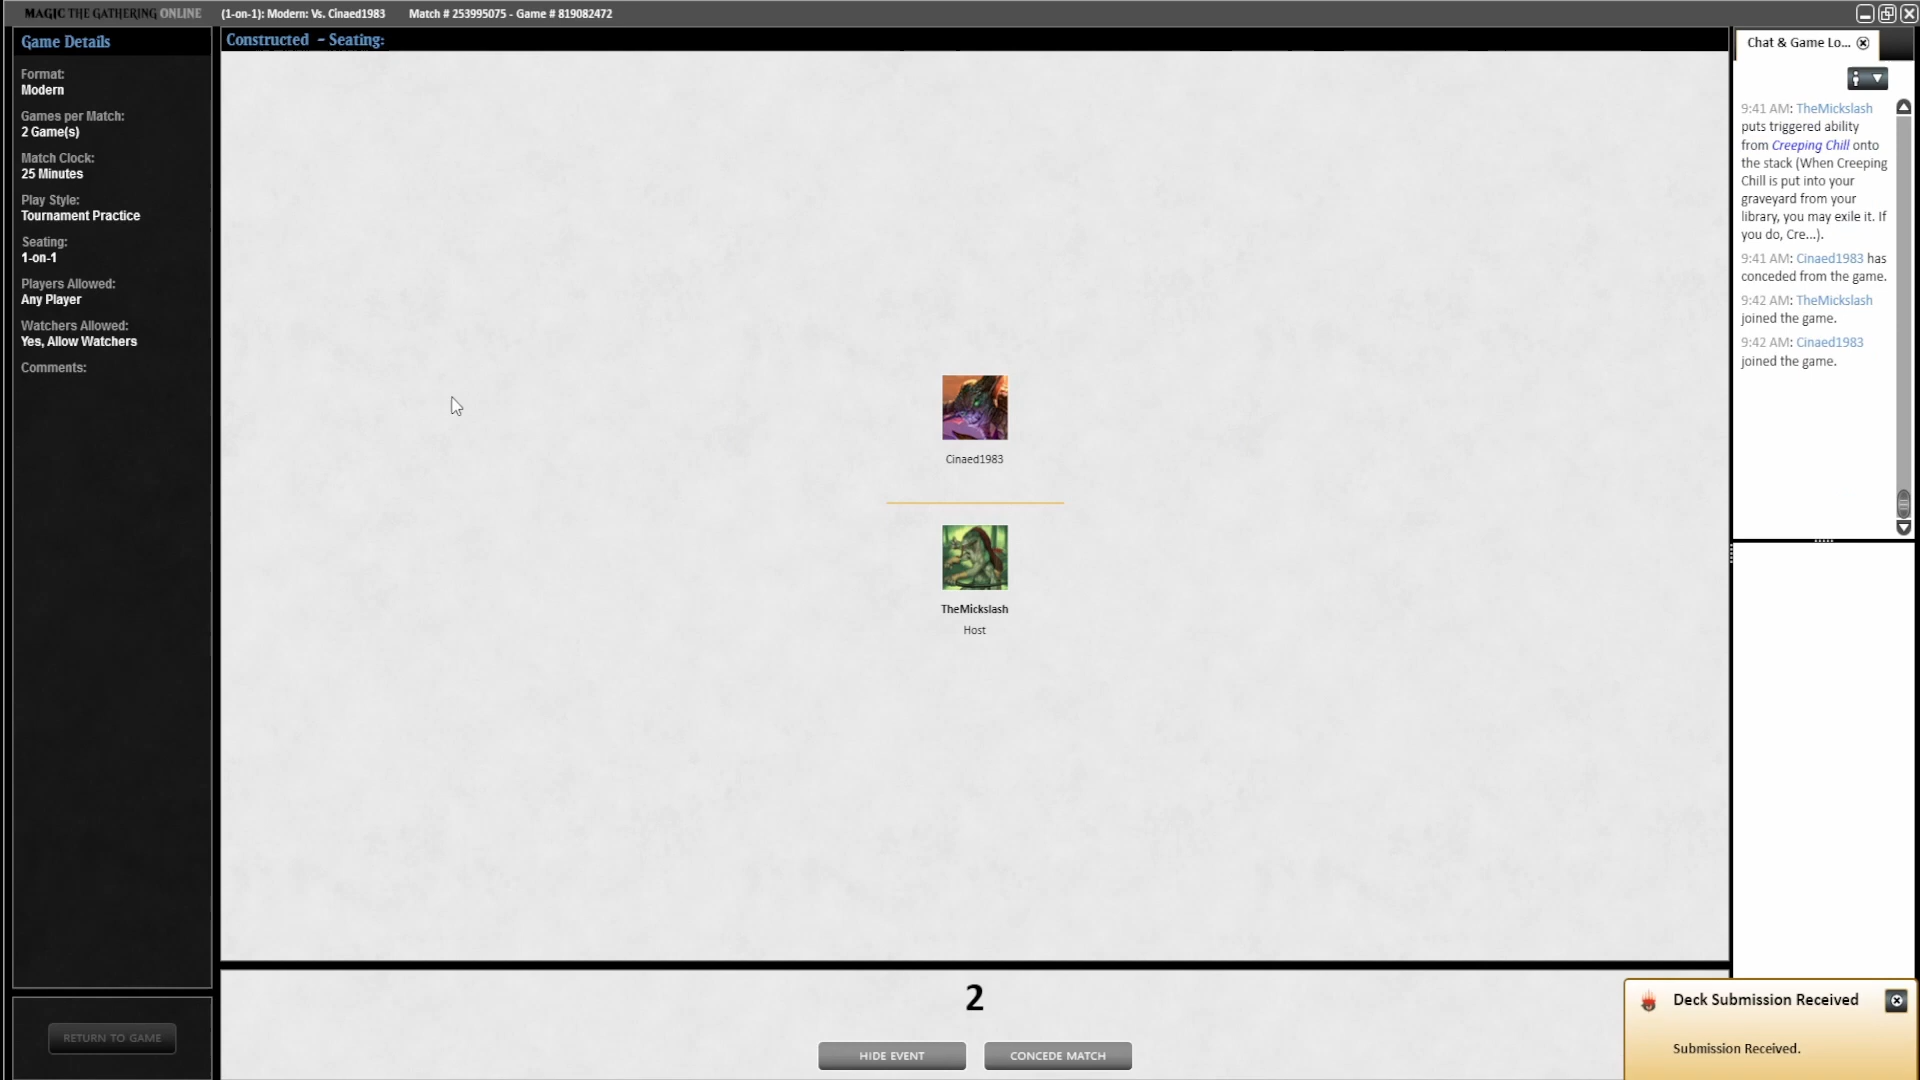 MAGIC THE GATHERING ONLINE
(1-on-1): Modern: Vs. Cinaed1983 Match # 253995075 - Game # 819082472
Game Details
Format:
Modern
Games per Match:
2 Game(s)
Match Clock:
25 Minutes
Play Style:
Tournament Practice
Seating:
1-on-1
Players Allowed:
Any Player
Watchers Allowed:
Yes, Allow Watchers
Comments:
RETURN TO GAME
Constructed - Seating:
Cinaed1983
TheMickslash
Host
2
HIDE EVENT
CONCEDE MATCH
Chat & Game Lo...
9:41 AM: TheMickslash
puts triggered ability
from Creeping Chill onto
the stack (When Creeping
Chill is put into your
graveyard from your
library, you may exile it. If
you do, Cre...).
9:41 AM: Cinaed1983 has
conceded from the game.
9:42 AM: TheMickslash
joined the game.
9:42 AM: Cinaed1983
joined the game.
Deck Submission Received
Submission Received.